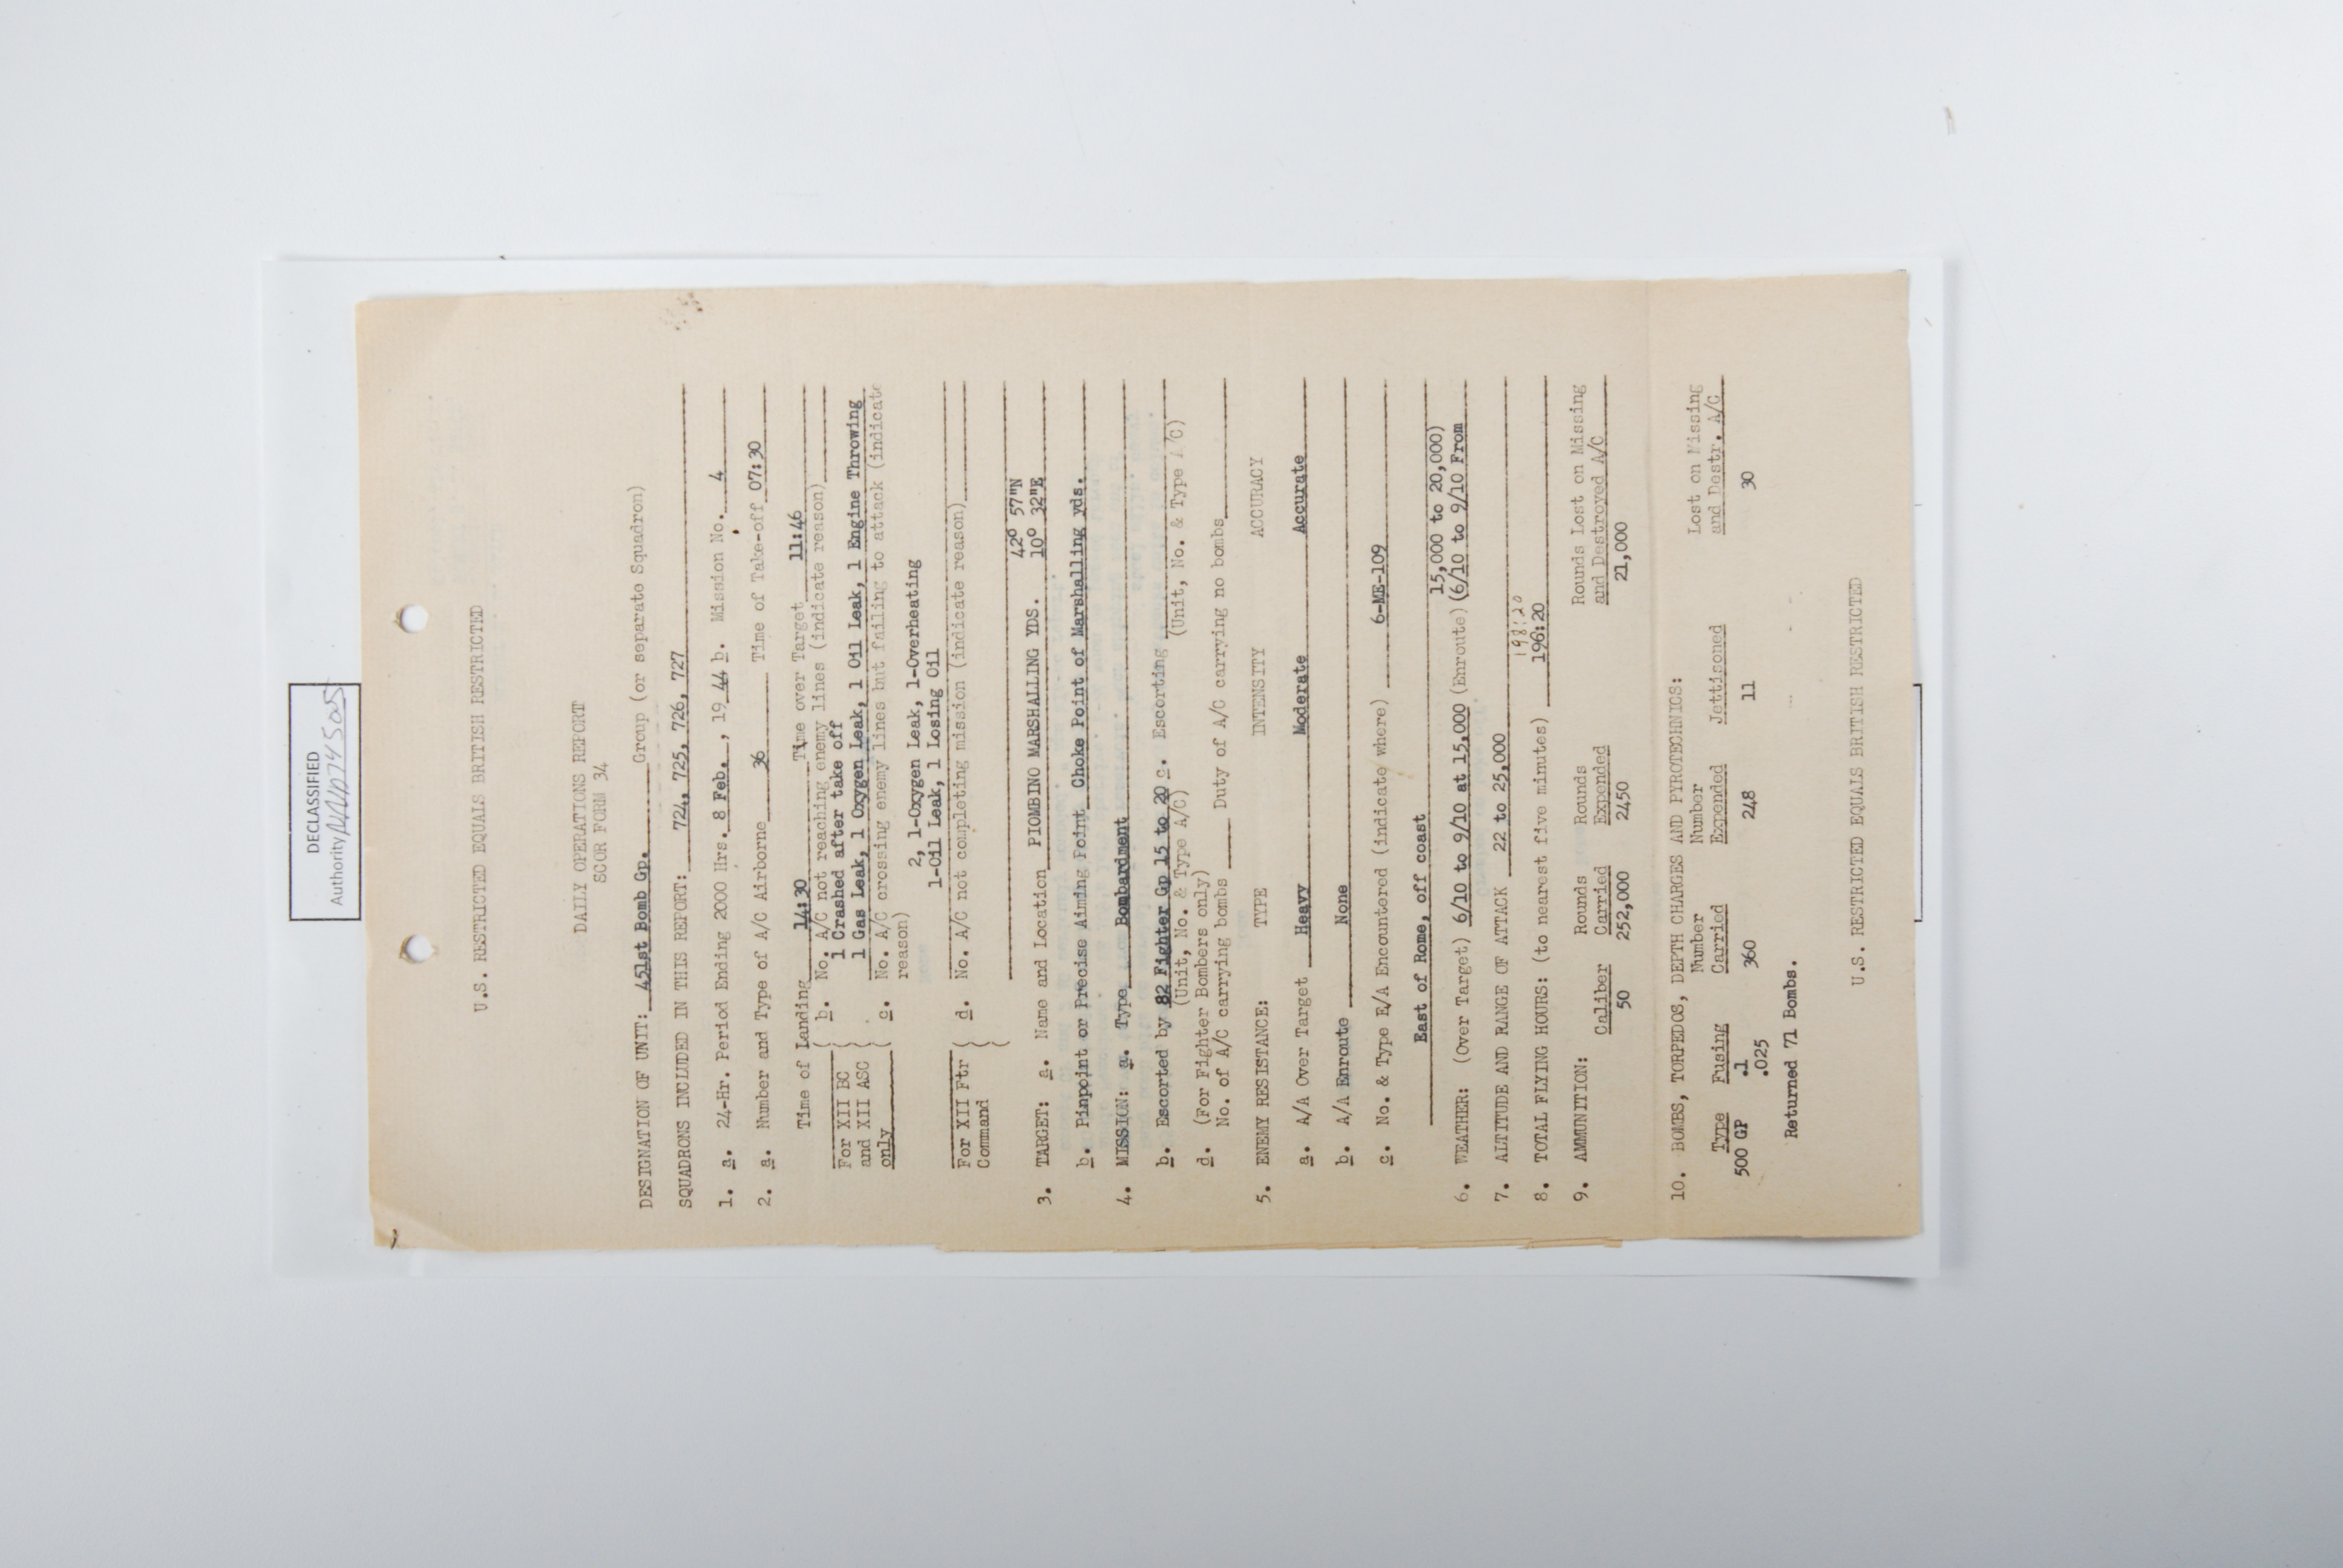 DECLASSIFIED
Authority NND745005
U.S. RESTRICTED EQUALS BRITISH RESTRICTED
DAILY OPERATIONS REPORT
SCOR FORM 34
DESIGNATION OF UNIT: 451st Bomb Gp. Group (or separate Squadron)
SQUADRONS INCLUDED IN THIS REPORT: 724, 725, 726, 727
1. a. 24-Hr. Period Ending 2000 Hrs. 8 Feb. , 19 44 b. Mission No. 4
2. a. Number and Type of A/C Airborne 36 Time of Take-off 07:30
Time of Landing 14:30 Time over Target 11:46
For XII BC ( b. No. A/C not reaching enemy lines (indicate reason)
1 Crashed after take off
and XII ASC ( 1 Gas Leak, 1 Oxygen Leak, 1 Oil Leak, 1 Engine Throwing
only ( c. No. A/C crossing enemy lines but failing to attack (indicate
reason) 2, 1-Oxygen Leak, 1-Overheating
1-Oil Leak, 1 Losing Oil
For XII Ftr ( d. No. A/C not completing mission (indicate reason)
Command (
42° 57"N
3. TARGET: a. Name and Location PIOMBINO MARSHALLING YDS. 10° 32"E
b. Pinpoint or Precise Aiming Point Choke Point of Marshalling yds.
4. MISSION: a. Type Bombardment
b. Escorted by 82 Fighter Gp 15 to 20 c. Escorting
(Unit, No. & Type A/C) (Unit, No. & Type A/C)
d. (For Fighter Bombers only)
No. of A/C carrying bombs Duty of A/C carrying no bombs
5. ENEMY RESISTANCE: TYPE INTENSITY ACCURACY
a. A/A Over Target Heavy Moderate Accurate
b. A/A Enroute None
c. No. & Type E/A Encountered (indicate where) 6-ME-109
East of Rome, off coast
15,000 to 20,000)
6. WEATHER: (Over Target) 6/10 to 9/10 at 15,000 (Enroute) (6/10 to 9/10 From
7. ALTITUDE AND RANGE OF ATTACK 22 to 25,000
198:20
8. TOTAL FLYING HOURS: (to nearest five minutes) 196:20
9. AMMUNITION: Rounds Rounds Rounds Lost on Missing
Caliber Carried Expended and Destroyed A/C
50 252,000 2450 21,000
10. BOMBS, TORPEDOS, DEPTH CHARGES AND PYROTECHNICS:
Number Number Lost on Missing
Type Fusing Carried Expended Jettisoned and Destr. A/C
500 GP .1 360 248 11 30
.025
Returned 71 Bombs.
U.S. RESTRICTED EQUALS BRITISH RESTRICTED